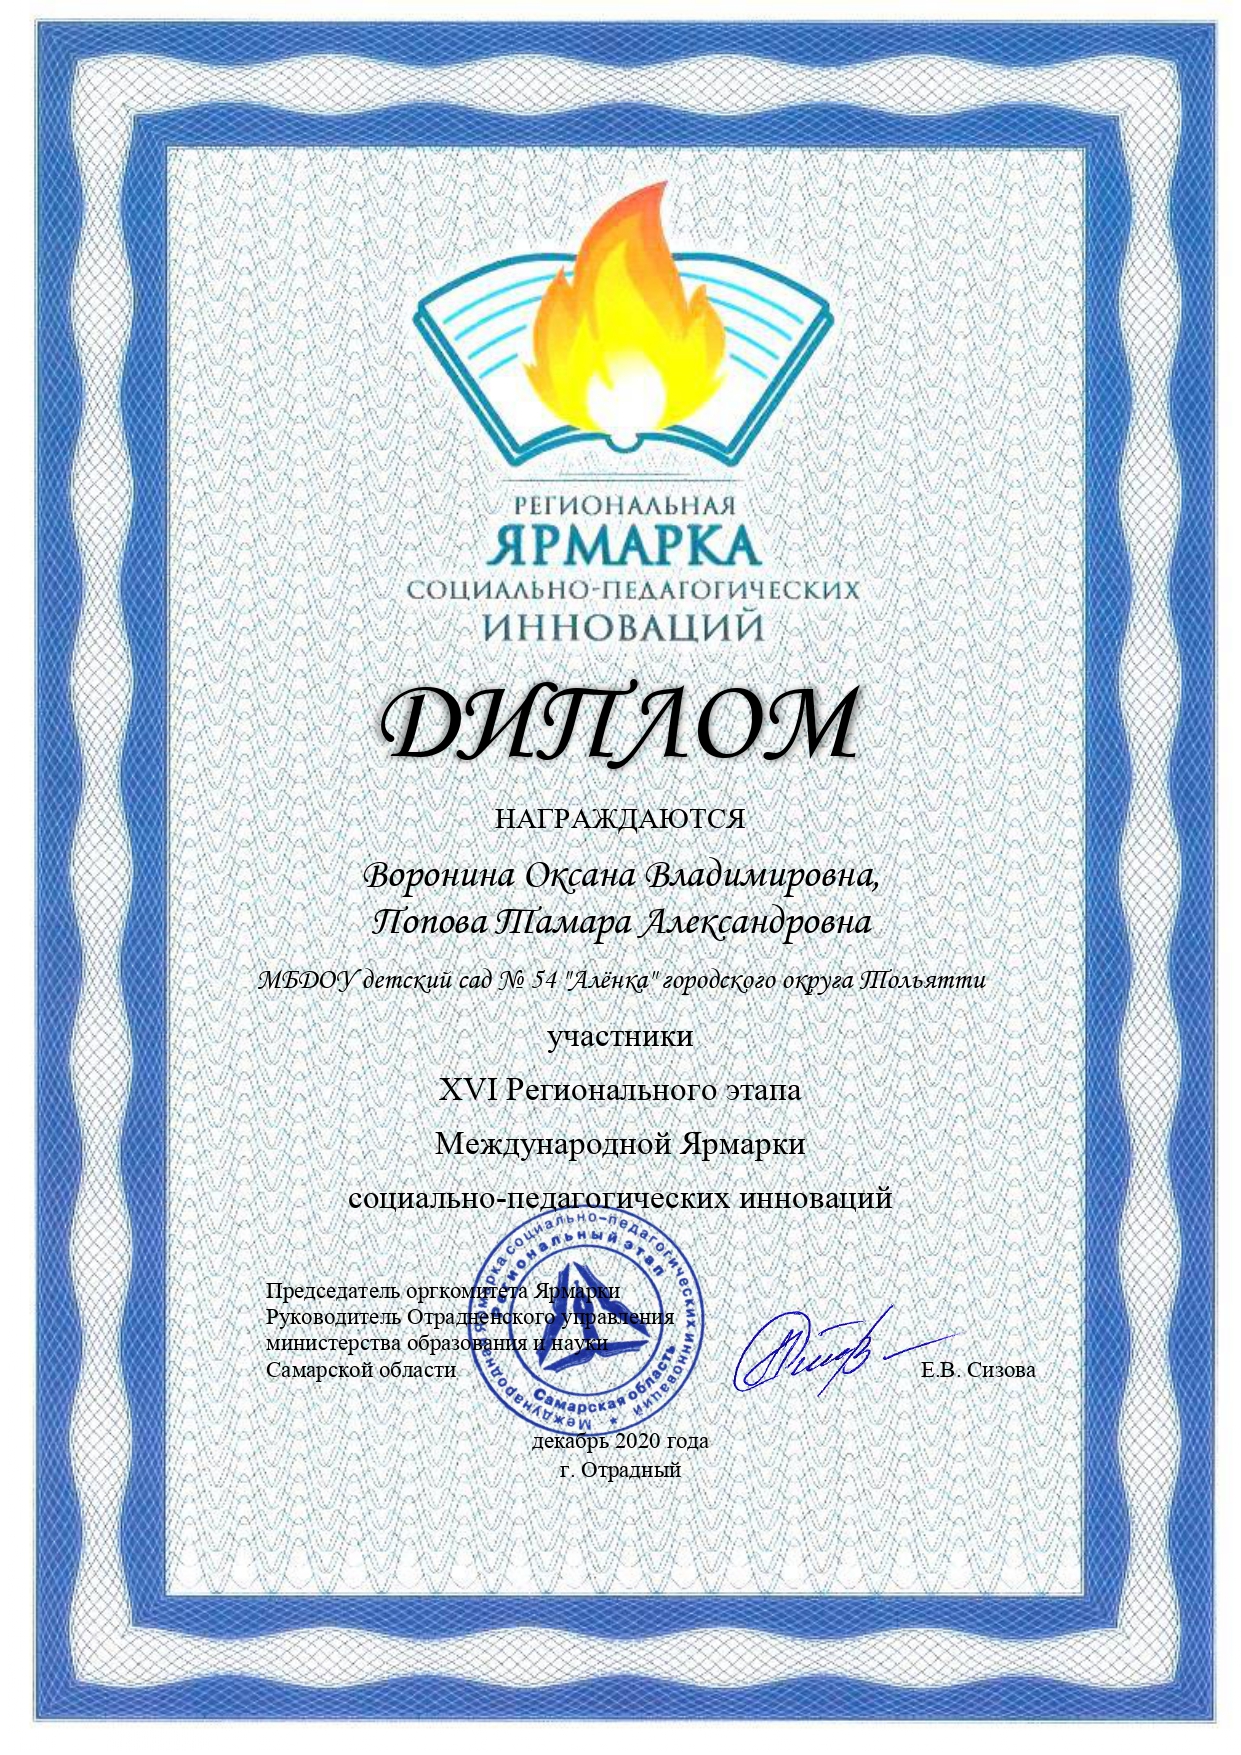 РЕГИОНАЛЬНАЯ
ЯРМАРКА
СОЦИАЛЬНО-ПЕДАГОГИЧЕСКИХ
ИННОВАЦИЙ
ДИПЛОМ
НАГРАЖДАЮТСЯ
Воронина Оксана Владимировна,
Попова Тамара Александровна
МБДОУ детский сад № 54 "Алёнка" городского округа Тольятти
участники
XVI Регионального этапа
Международной Ярмарки
социально-педагогических инноваций
Международная Ярмарка социально-педагогических инноваций
Региональный этап
Самарская область
Председатель оргкомитета Ярмарки
Руководитель Отрадненского управления
министерства образования и науки
Самарской области
Е.В. Сизова
декабрь 2020 года
г. Отрадный